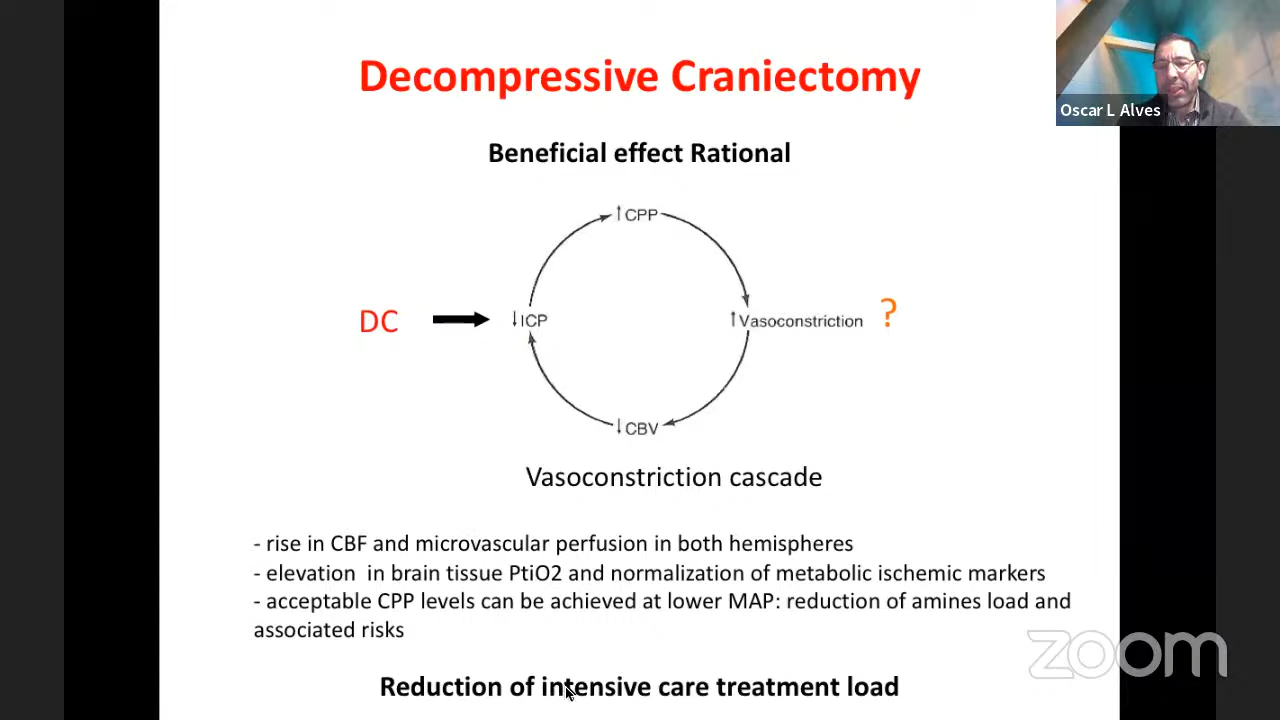 Decompressive Craniectomy
Oscar L Alves
Beneficial effect Rational
↑CPP
DC
↓ICP
↑Vasoconstriction ?
↓CBV
Vasoconstriction cascade
- rise in CBF and microvascular perfusion in both hemispheres
- elevation in brain tissue PtiO2 and normalization of metabolic ischemic markers
- acceptable CPP levels can be achieved at lower MAP: reduction of amines load and
associated risks
zoom
Reduction of intensive care treatment load